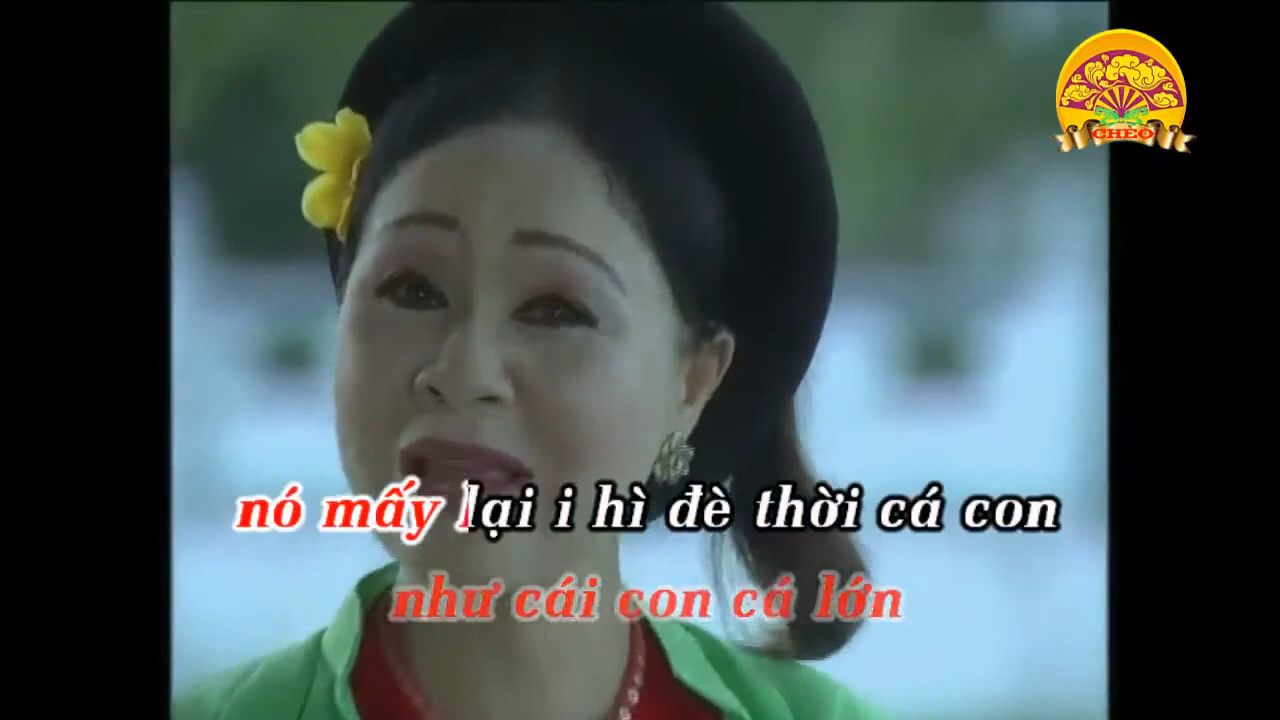 CHÈO
nó mấy lại i hì đè thời cá con
như cái con cá lớn